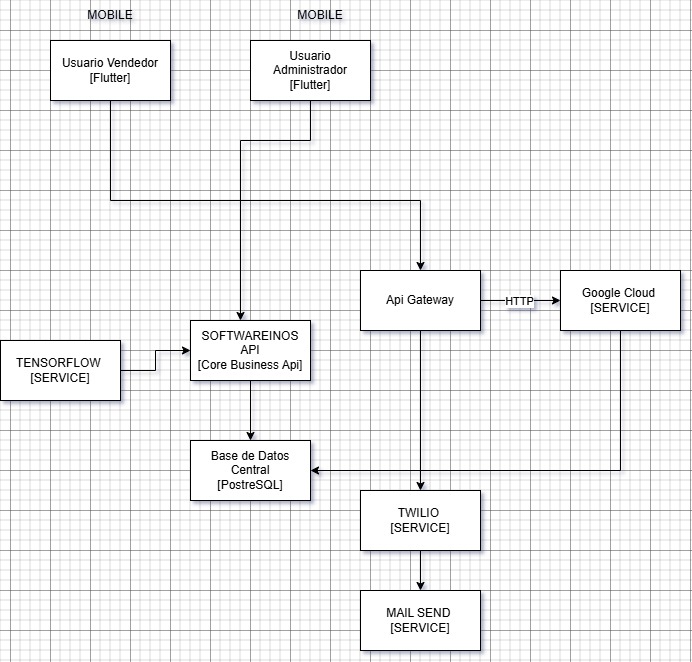 MOBILE
MOBILE
Usuario Vendedor
[Flutter]
Usuario
Administrador
[Flutter]
Api Gateway
HTTP
Google Cloud
[SERVICE]
SOFTWAREINOS
API
[Core Business Api]
TENSORFLOW
[SERVICE]
Base de Datos
Central
[PostreSQL]
TWILIO
[SERVICE]
MAIL SEND
[SERVICE]